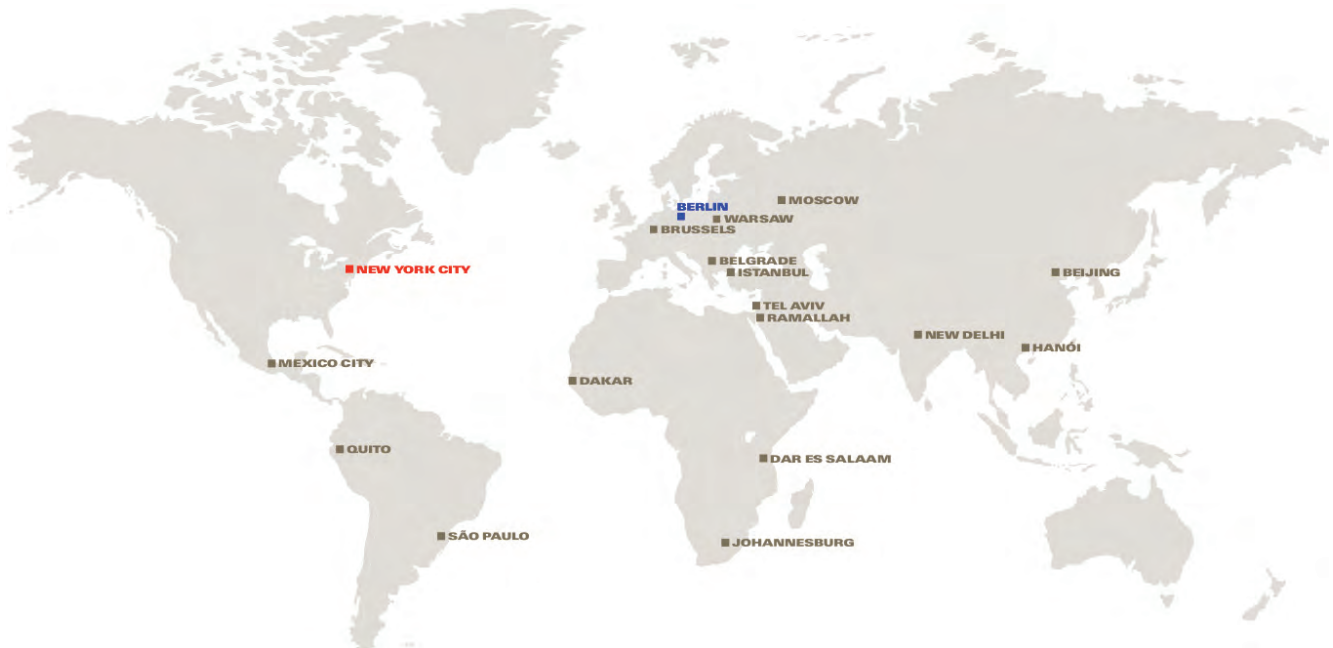 MOSCOW
BERLIN
WARSAW
BRUSSELS
BELGRADE
NEW YORK CITY
ISTANBUL
BEIJING
TEL AVIV
RAMALLAH
NEW DELHI
HANÓI
MEXICO CITY
DAKAR
QUITO
DAR ES SALAAM
SÃO PAULO
JOHANNESBURG